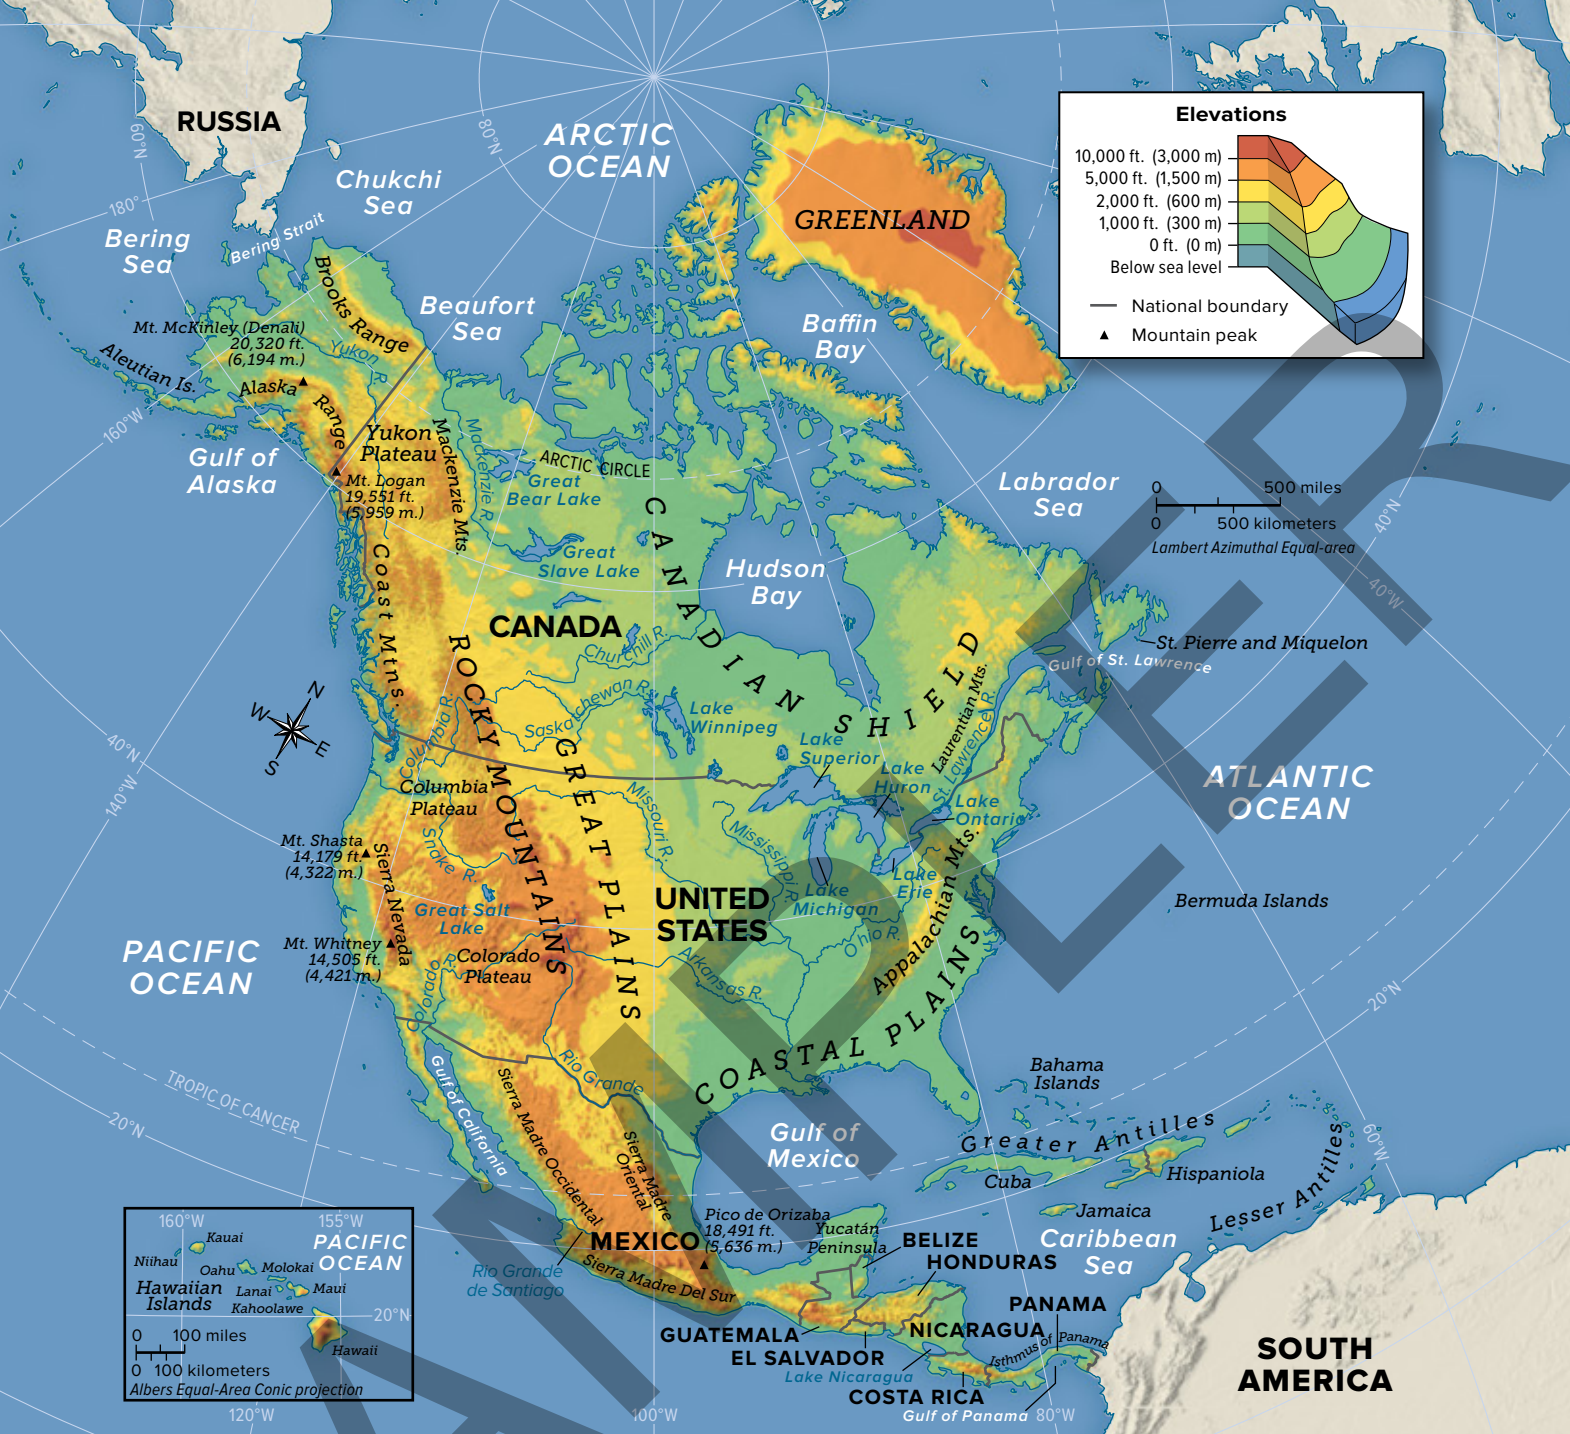 RUSSIA
ARCTIC
OCEAN
Chukchi
Sea
Bering
Sea
Bering Strait
60°N
80°N
180°
160°W
Beaufort
Sea
Baffin
Bay
GREENLAND
Elevations
10,000 ft. (3,000 m)
5,000 ft. (1,500 m)
2,000 ft. (600 m)
1,000 ft. (300 m)
0 ft. (0 m)
Below sea level
National boundary
Mountain peak
Brooks Range
Mt. McKinley (Denali)
20,320 ft.
(6,194 m.)
Yukon
Aleutian Is.
Alaska
Range
Yukon
Plateau
Mackenzie Mts.
Mackenzie R.
Gulf of
Alaska
Mt. Logan
19,551 ft.
(5,959 m.)
ARCTIC CIRCLE
Great
Bear Lake
Great
Slave Lake
Labrador
Sea
0 500 miles
0 500 kilometers
Lambert Azimuthal Equal-area
40°N
40°W
Hudson
Bay
CANADIAN SHIELD
CANADA
Churchill R.
Coast Mtns.
ROCKY MOUNTAINS
Saskatchewan R.
Lake
Winnipeg
Laurentian Mts.
St. Lawrence R.
Gulf of St. Lawrence
St. Pierre and Miquelon
N
W
E
S
40°N
140°W
Columbia R.
Columbia
Plateau
GREAT PLAINS
Missouri R.
Mississippi R.
Lake
Superior
Lake
Huron
Lake
Ontario
Lake
Erie
Lake
Michigan
ATLANTIC
OCEAN
Mt. Shasta
14,179 ft.
(4,322 m.)
Snake R.
Sierra Nevada
Great Salt
Lake
UNITED
STATES
Ohio R.
Appalachian Mts.
Bermuda Islands
PACIFIC
OCEAN
Mt. Whitney
14,505 ft.
(4,421 m.)
Colorado R.
Colorado
Plateau
Arkansas R.
COASTAL PLAINS
20°N
TROPIC OF CANCER
20°N
Gulf of California
Rio Grande
Sierra Madre Occidental
Sierra Madre
Oriental
Gulf of
Mexico
Bahama
Islands
Greater Antilles
Cuba
Hispaniola
Jamaica
Lesser Antilles
60°W
Caribbean
Sea
Pico de Orizaba
18,491 ft.
(5,636 m.)
Yucatán
Peninsula
MEXICO
Sierra Madre Del Sur
Rio Grande
de Santiago
BELIZE
HONDURAS
GUATEMALA
EL SALVADOR
NICARAGUA
Lake Nicaragua
COSTA RICA
PANAMA
Isthmus of Panama
Gulf of Panama
SOUTH
AMERICA
120°W
100°W
80°W
160°W
155°W
PACIFIC
OCEAN
Kauai
Niihau
Oahu
Molokai
Hawaiian
Islands
Lanai
Maui
Kahoolawe
20°N
Hawaii
0 100 miles
0 100 kilometers
Albers Equal-Area Conic projection